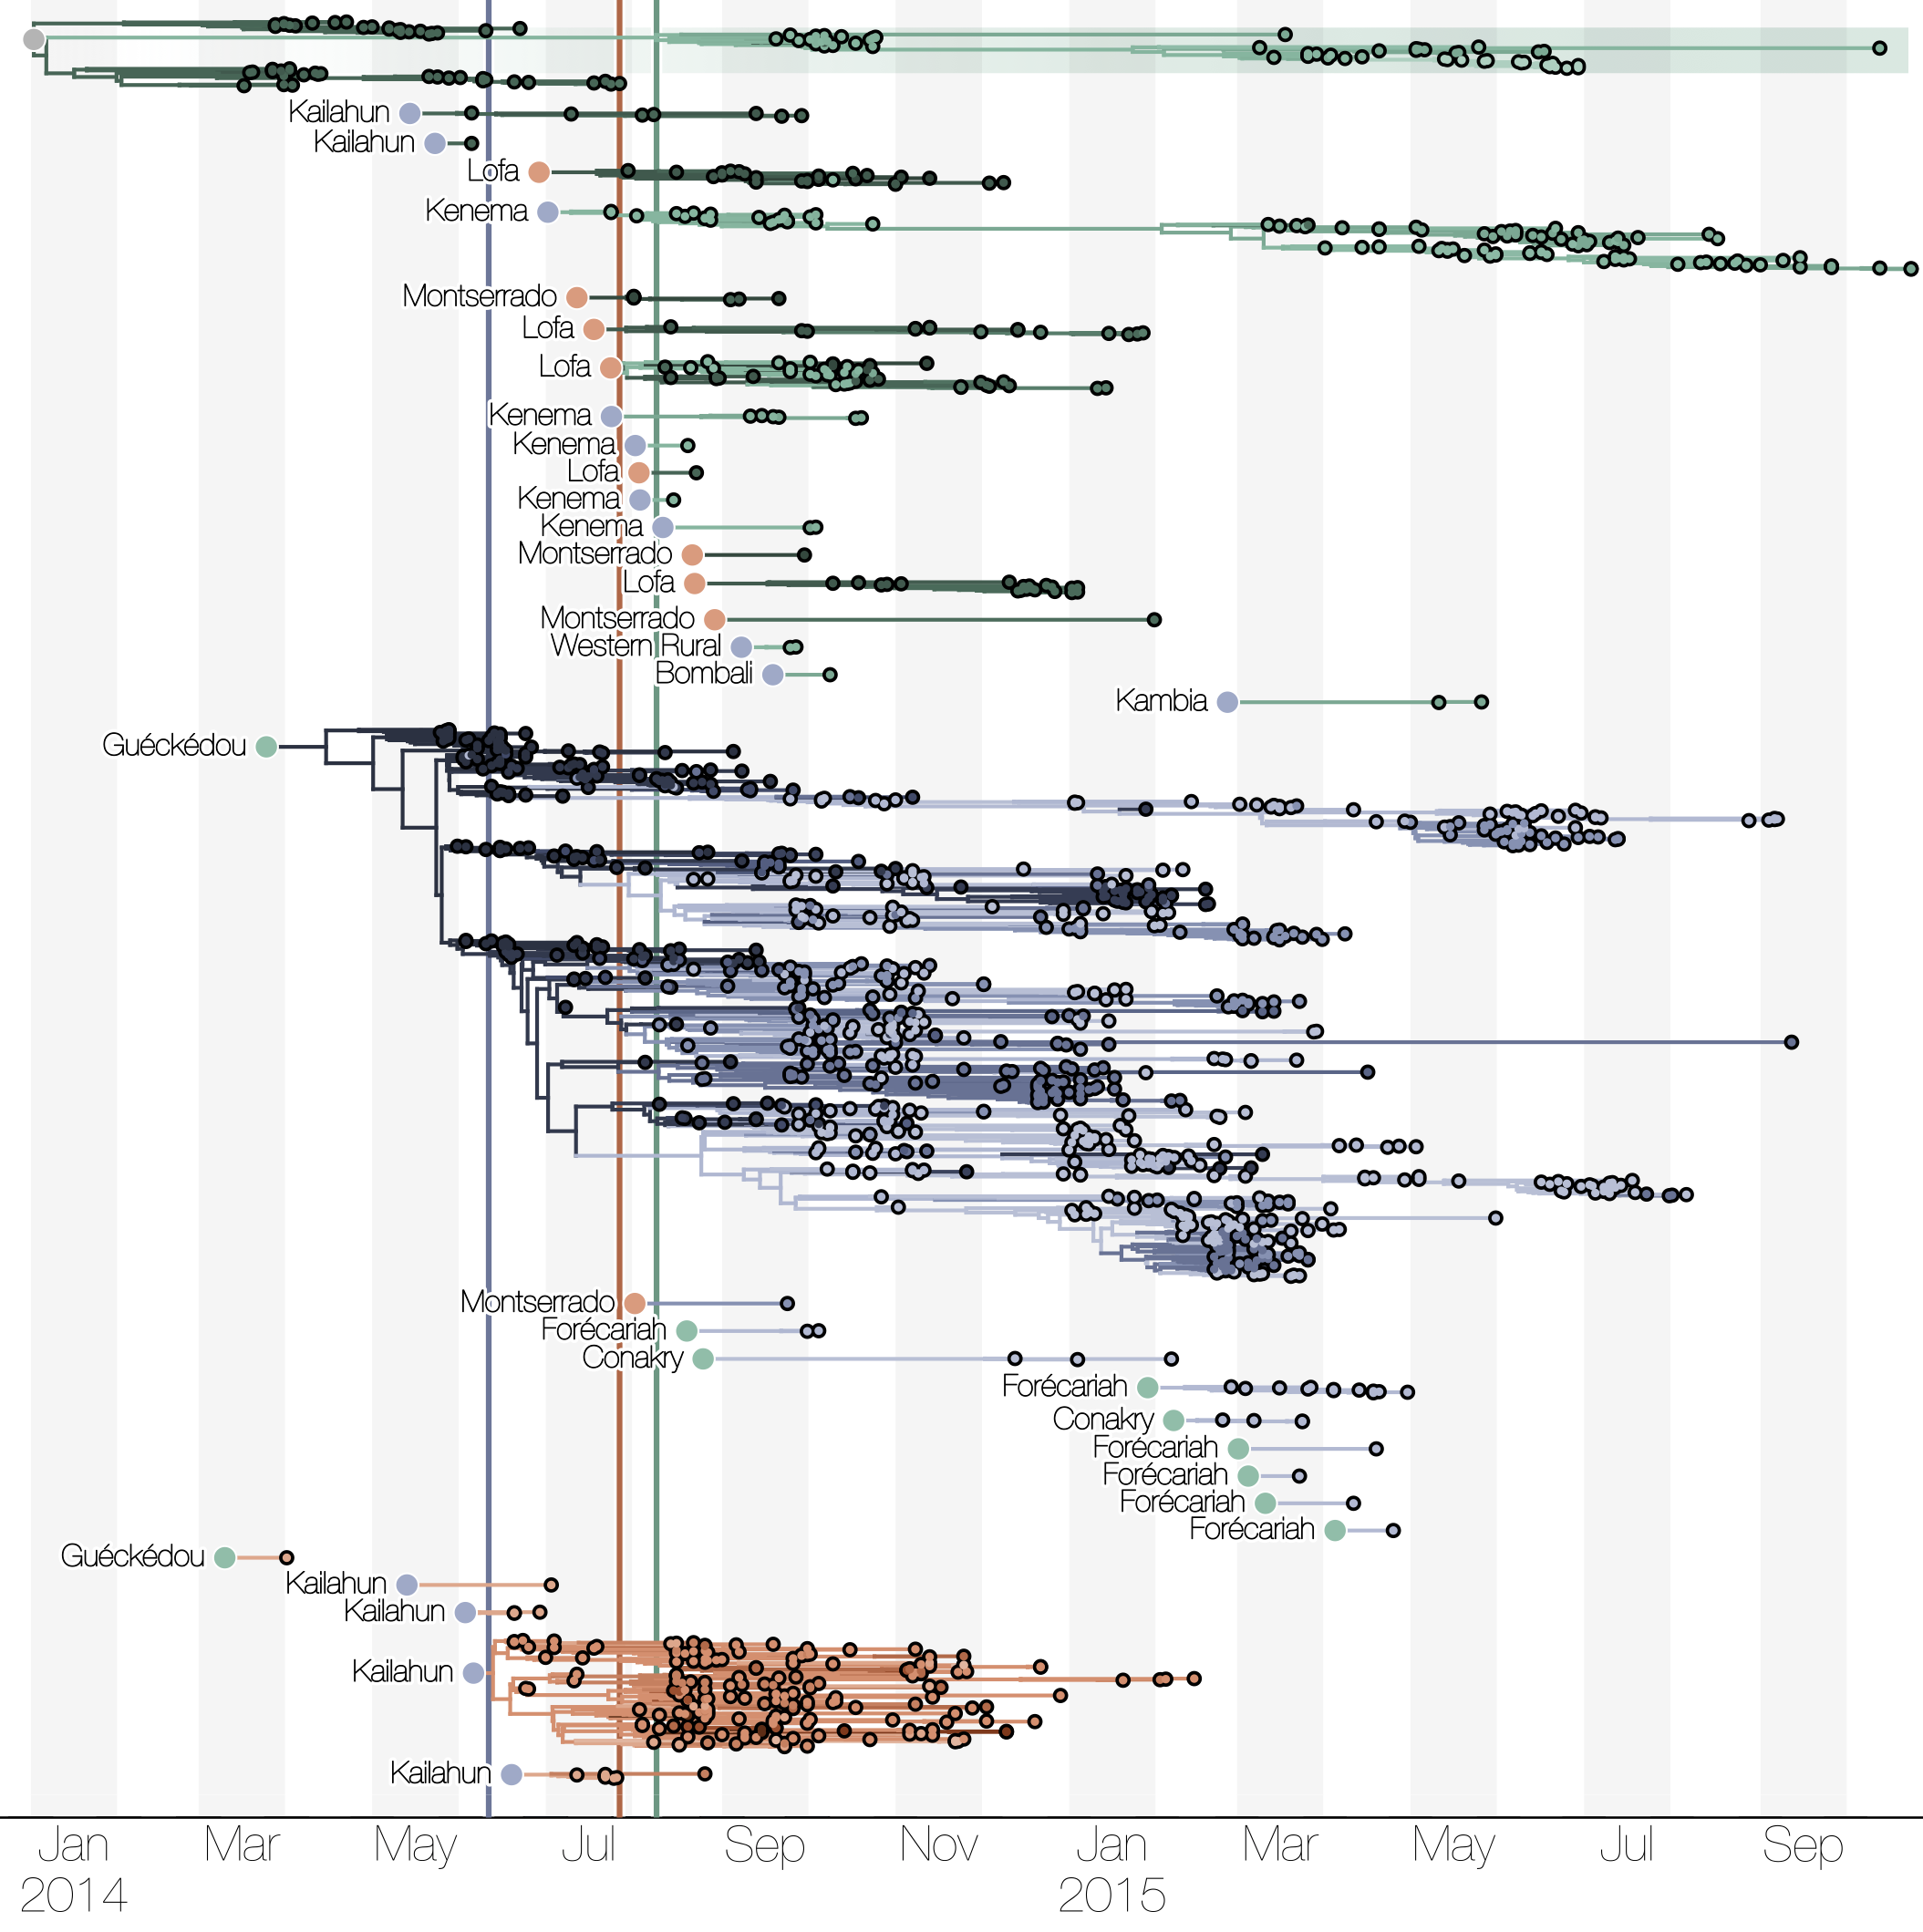 Kailahun
Kailahun
Lofa
Kenema
Montserrado
Lofa
Lofa
Kenema
Kenema
Lofa
Kenema
Kenema
Montserrado
Lofa
Montserrado
Western Rural
Bombali
Kambia
Guéckédou
Montserrado
Forécariah
Conakry
Forécariah
Conakry
Forécariah
Forécariah
Forécariah
Forécariah
Guéckédou
Kailahun
Kailahun
Kailahun
Kailahun
Jan Mar May Jul Sep Nov Jan Mar May Jul Sep
2014 2015